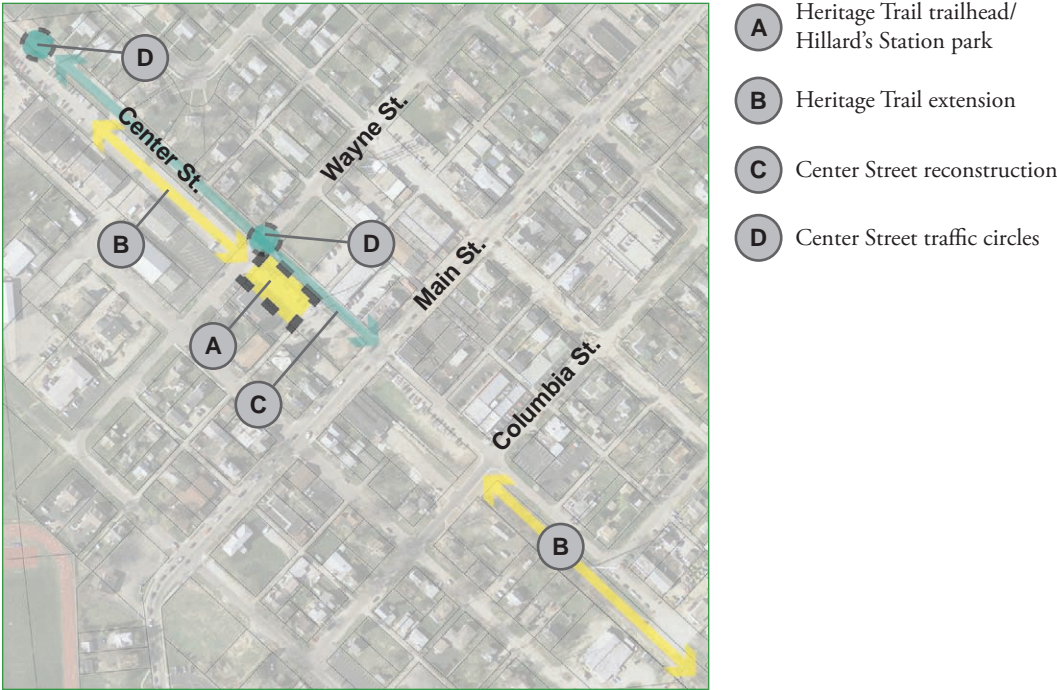 D
Center St.
Wayne St.
B
D
Main St.
A
C
Columbia St.
B
A Heritage Trail trailhead/
Hillard's Station park
B Heritage Trail extension
C Center Street reconstruction
D Center Street traffic circles